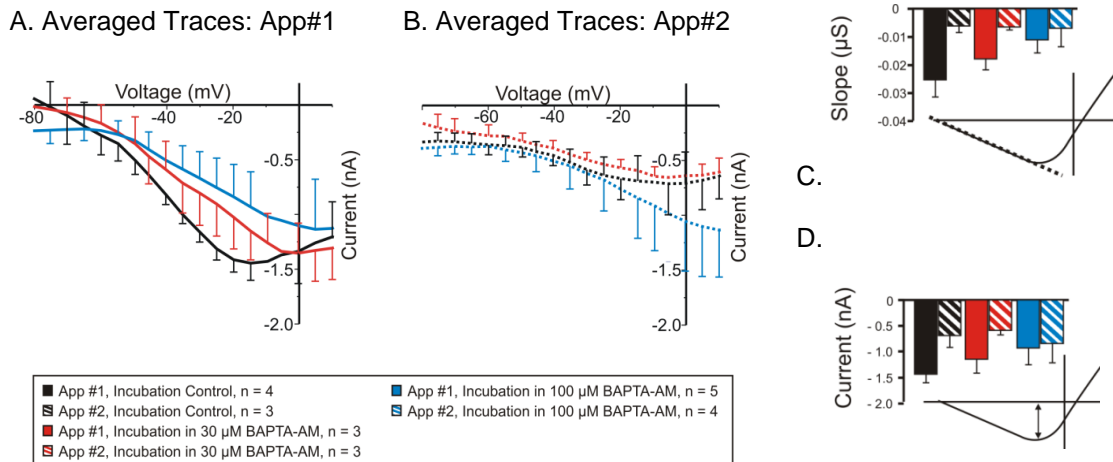 A. Averaged Traces: App#1
Voltage (mV)
-80
-60
-40
-20
-0.5
-1.5
-2.0
Current (nA)
B. Averaged Traces: App#2
Voltage (mV)
-80
-60
-40
-20
-0.5
-1.5
-2.0
Current (nA)
0
-0.01
-0.02
-0.03
-0.04
Slope (µS)
C.
D.
0
- 0.5
- 1.0
- 1.5
- 2.0
Current (nA)
App #1, Incubation Control, n = 4
App #2, Incubation Control, n = 3
App #1, Incubation in 30 µM BAPTA-AM, n = 3
App #2, Incubation in 30 µM BAPTA-AM, n = 3
App #1, Incubation in 100 µM BAPTA-AM, n = 5
App #2, Incubation in 100 µM BAPTA-AM, n = 4